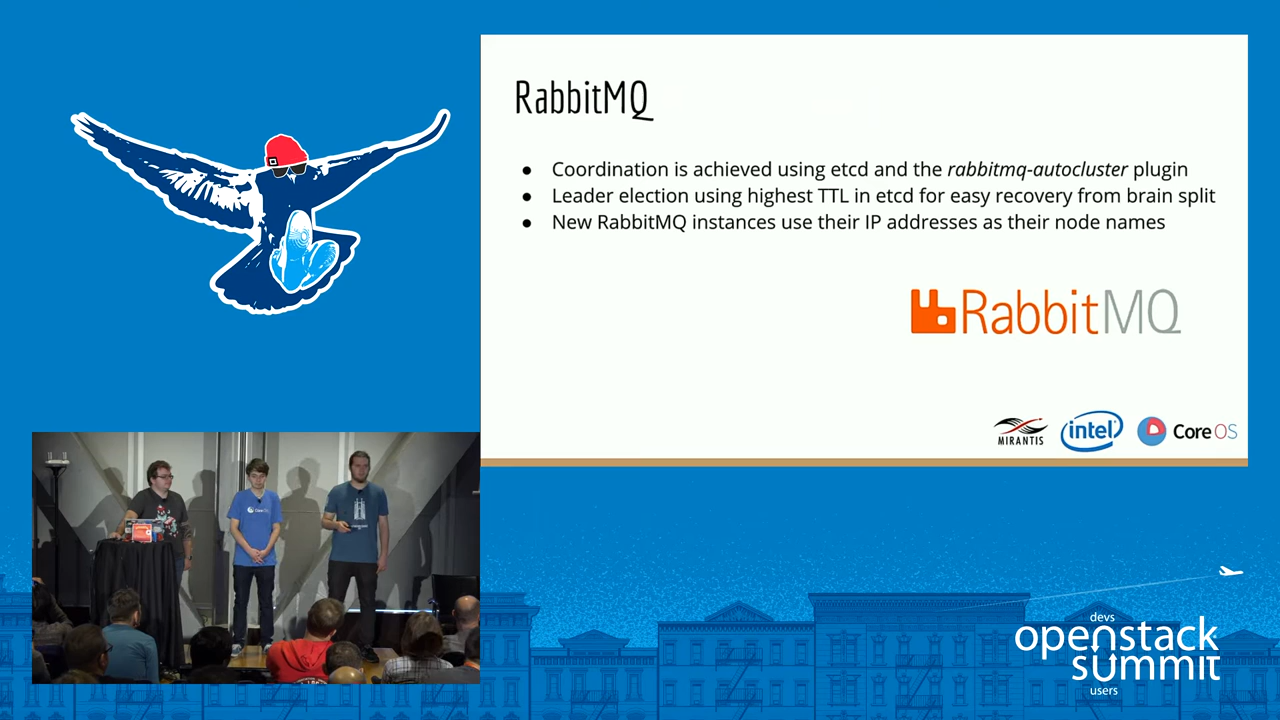 RabbitMQ
● Coordination is achieved using etcd and the rabbitmq-autocluster plugin
● Leader election using highest TTL in etcd for easy recovery from brain split
● New RabbitMQ instances use their IP addresses as their node names
RabbitMQ
MIRANTIS
intel
CoreOS
devs
openstack
summit
users